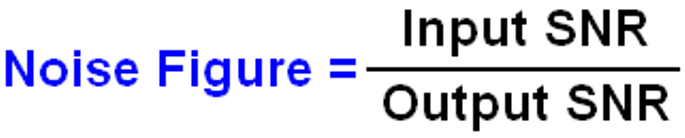 Input SNR
Noise Figure =
Output SNR